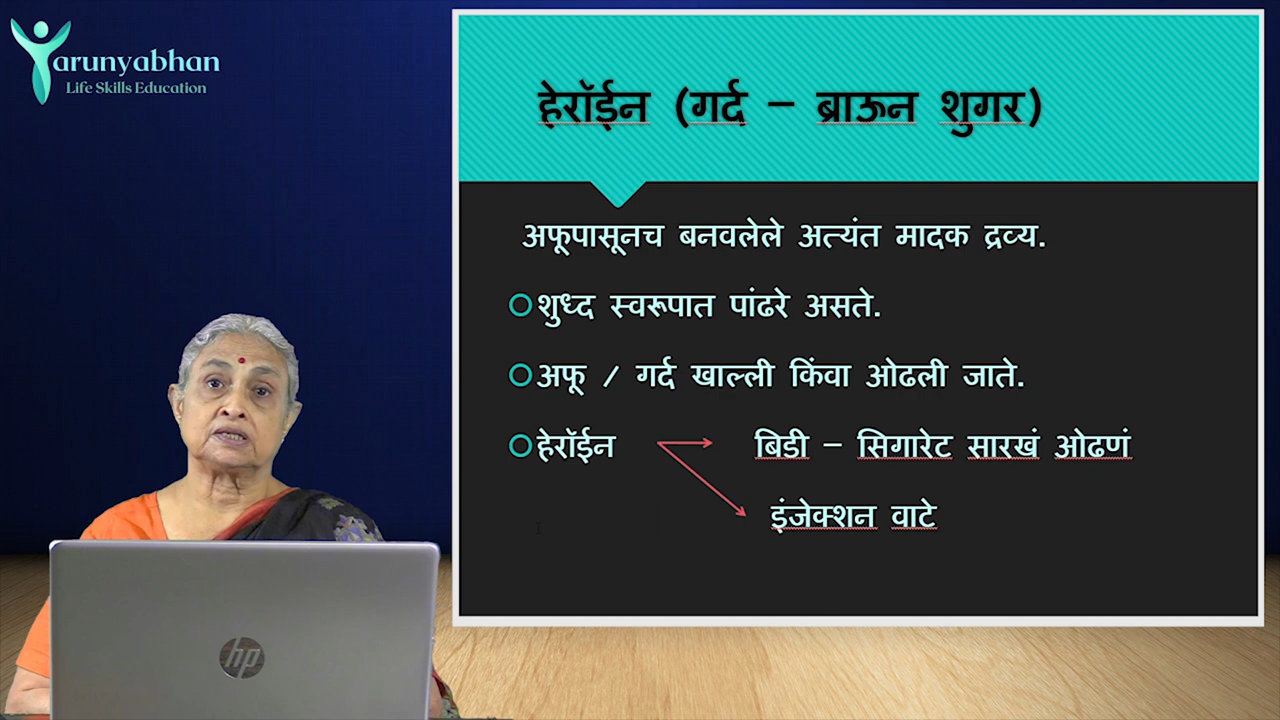 Tarunyabhan
Life Skills Education
हेरॉईन (गर्द – ब्राऊन शुगर)
अफूपासूनच बनवलेले अत्यंत मादक द्रव्य.
शुध्द स्वरूपात पांढरे असते.
अफू / गर्द खाल्ली किंवा ओढली जाते.
हेरॉईन बिडी – सिगारेट सारखं ओढणं
इंजेक्शन वाटे
hp